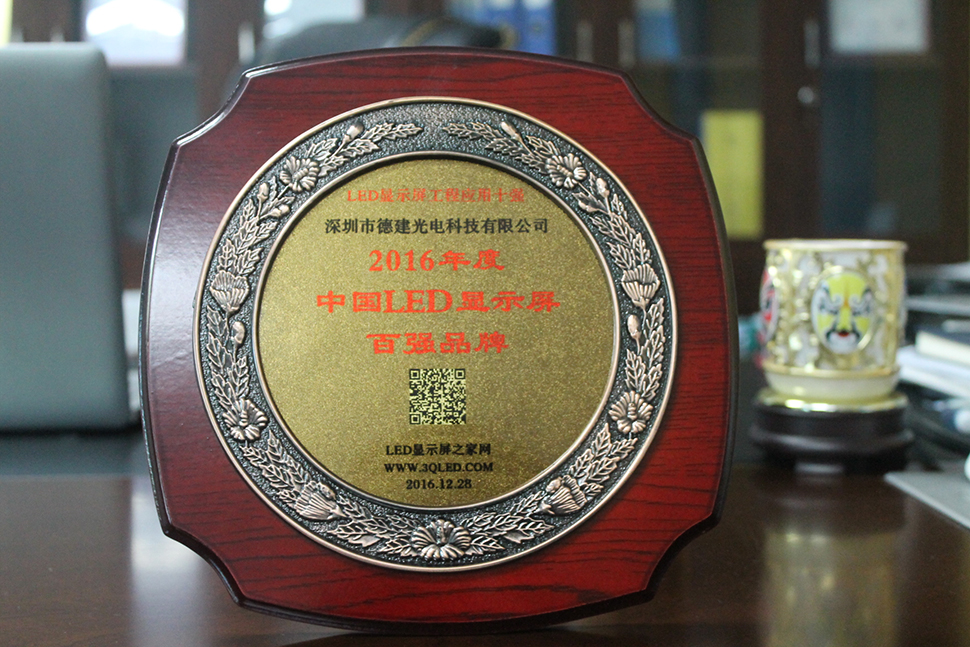 LED显示屏工程应用十强
深圳市德建光电科技有限公司
2016年度
中国LED显示屏
百强品牌
LED显示屏之家网
WWW.3QLED.COM
2016.12.28